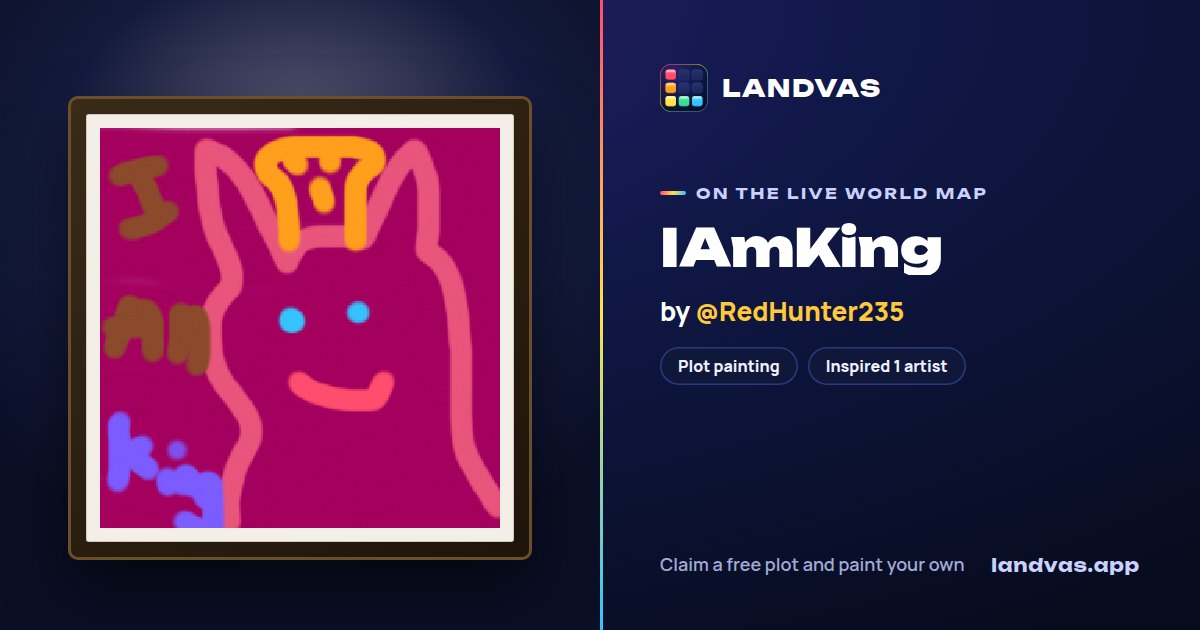 I
Am
king
LANDVAS
ON THE LIVE WORLD MAP
IAmKing
by @RedHunter235
Plot painting
Inspired 1 artist
Claim a free plot and paint your own landvas.app